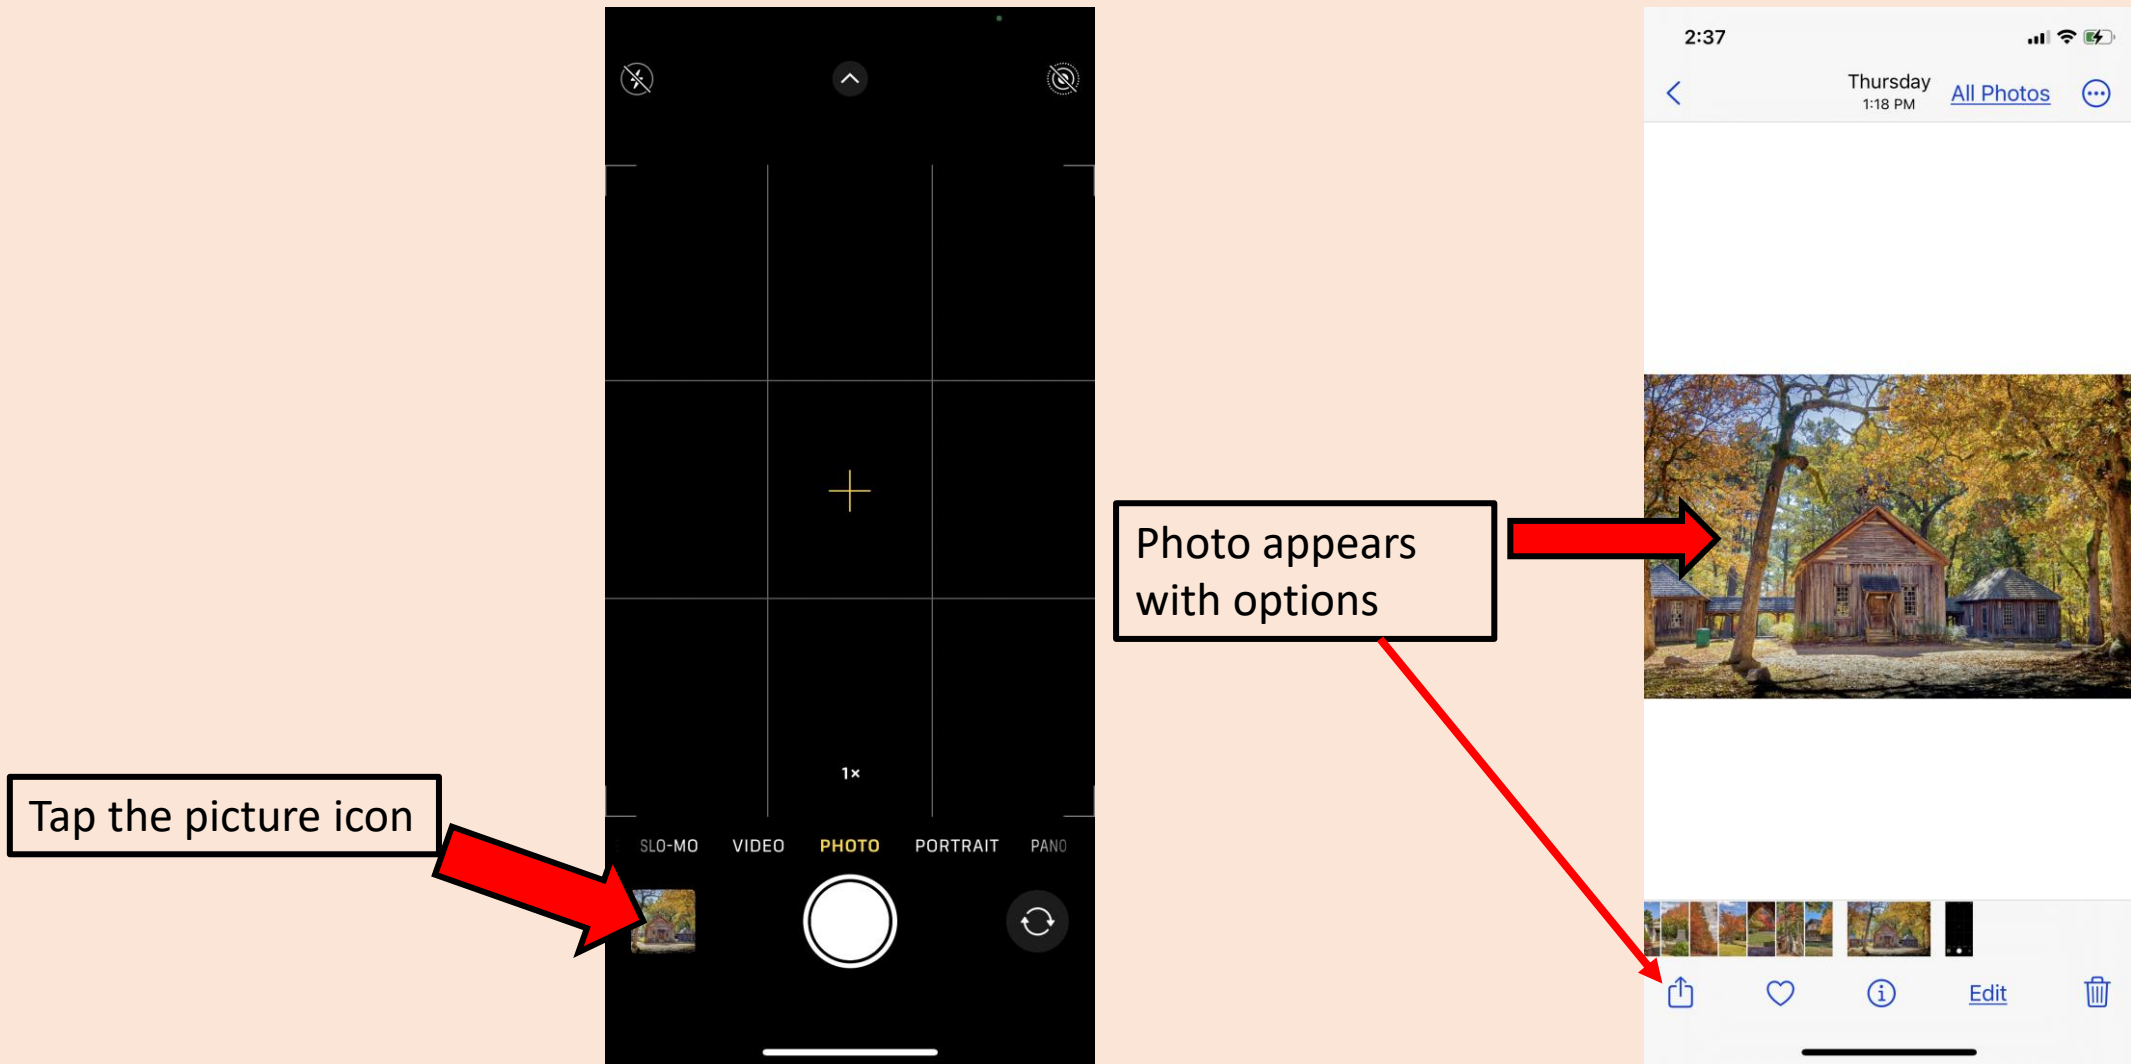 Tap the picture icon
1×
SLO-MO VIDEO PHOTO PORTRAIT PANO
Photo appears
with options
2:37
Thursday
1:18 PM
All Photos
Edit